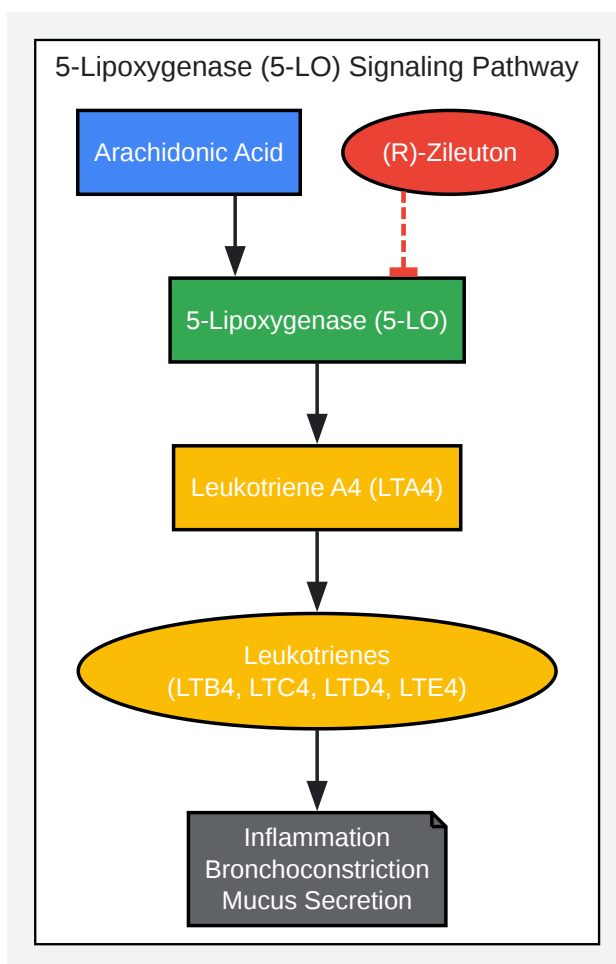 5-Lipoxygenase (5-LO) Signaling Pathway
Arachidonic Acid
(R)-Zileuton
5-Lipoxygenase (5-LO)
Leukotriene A4 (LTA4)
Leukotrienes
(LTB4, LTC4, LTD4, LTE4)
Inflammation
Bronchoconstriction
Mucus Secretion